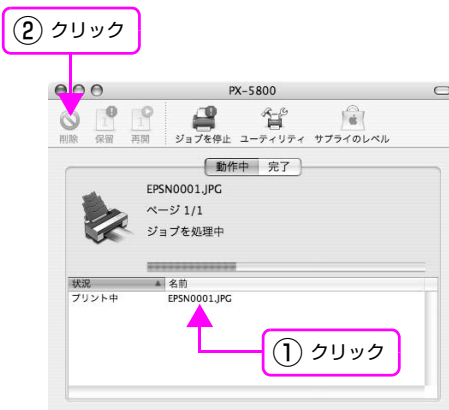 ② クリック
PX-5800
削除 保留 再開 ジョブを停止 ユーティリティ サプライのレベル
動作中 完了
EPSN0001.JPG
ページ 1/1
ジョブを処理中
状況 名前
プリント中 EPSN0001.JPG
① クリック